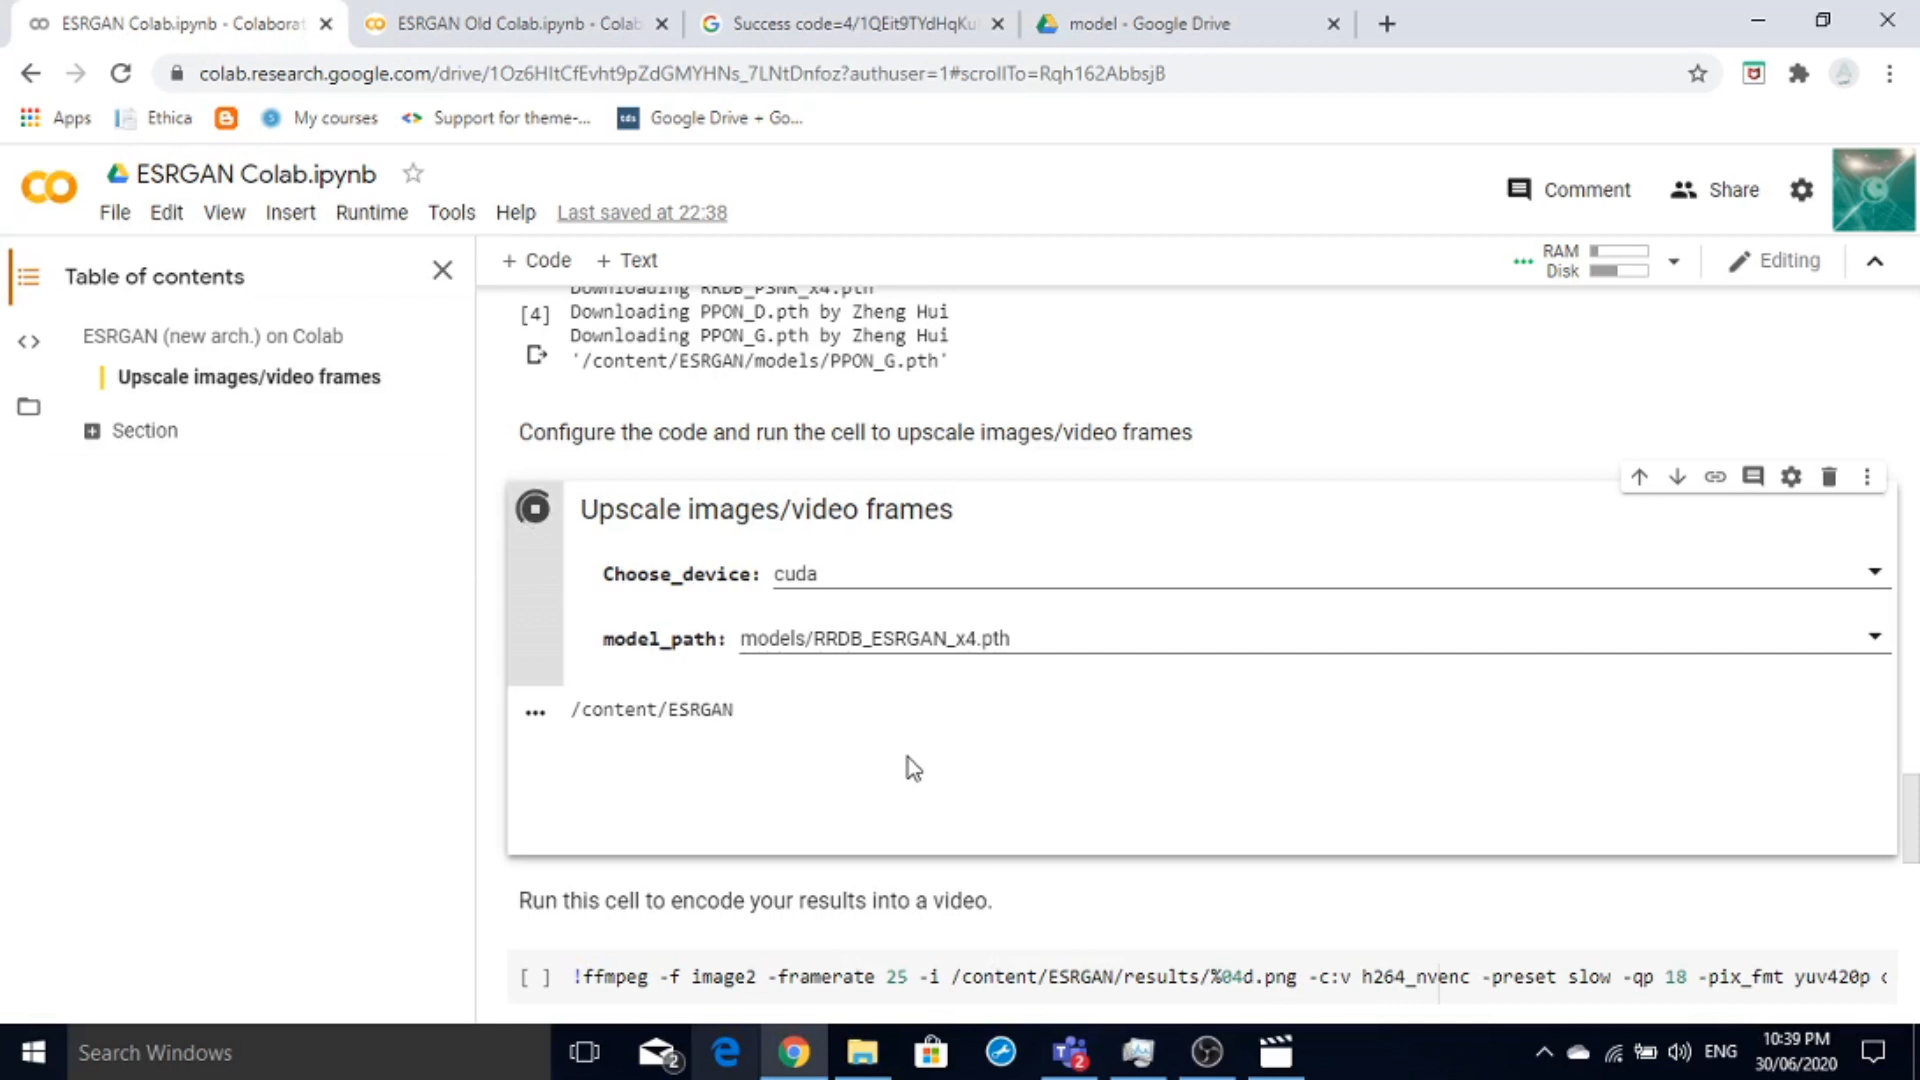 ESRGAN Colab.ipynb - Colaborat
ESRGAN Old Colab.ipynb - Colab
Success code=4/1QEit9TYdHqKu
model - Google Drive
colab.research.google.com/drive/1Oz6HItCfEvht9pZdGMYHNs_7LNtDnfoz?authuser=1#scrollTo=Rqh162AbbsjB
Apps
Ethica
My courses
Support for theme-...
tds
Google Drive + Go...
ESRGAN Colab.ipynb
File Edit View Insert Runtime Tools Help Last saved at 22:38
Comment
Share
Table of contents
+ Code + Text
RAM
Disk
Editing
ESRGAN (new arch.) on Colab
Upscale images/video frames
Section
Downloading RRDB_PSNR_x4.pth
[4] Downloading PPON_D.pth by Zheng Hui
Downloading PPON_G.pth by Zheng Hui
'/content/ESRGAN/models/PPON_G.pth'
Configure the code and run the cell to upscale images/video frames
Upscale images/video frames
Choose_device: cuda
model_path: models/RRDB_ESRGAN_x4.pth
/content/ESRGAN
Run this cell to encode your results into a video.
[ ] !ffmpeg -f image2 -framerate 25 -i /content/ESRGAN/results/%04d.png -c:v h264_nvenc -preset slow -qp 18 -pix_fmt yuv420p
Search Windows
2
2
ENG
10:39 PM
30/06/2020